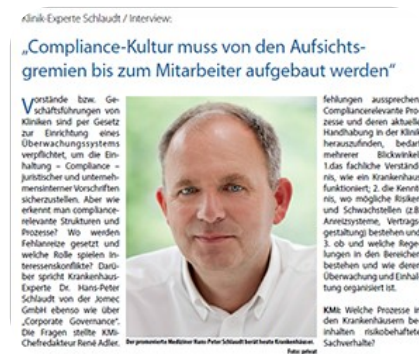 Klinik-Experte Schlaudt / Interview:
„Compliance-Kultur muss von den Aufsichts-
gremien bis zum Mitarbeiter aufgebaut werden“
Vorstände bzw. Ge-
schäftsführungen von
Kliniken sind per Gesetz
zur Einrichtung eines
Überwachungssystems
verpflichtet, um die Ein-
haltung – Compliance –
juristischer und unterneh-
mensinterner Vorschriften
sicherzustellen. Aber wie
erkennt man compliance-
relevante Strukturen und
Prozesse? Wo werden
Fehlanreize gesetzt und
welche Rolle spielen In-
teressenskonflikte? Darü-
ber spricht Krankenhaus-
Experte Dr. Hans-Peter
Schlaudt von der Jomec
GmbH ebenso wie über
„Corporate Governance“.
Die Fragen stellte KMi-
Chefredakteur René Adler.
Der promovierte Mediziner Hans Peter Schlaudt berät heute Krankenhäuser.
Foto: privat
fehlungen aussprechen.
Compliancerelevante Pro-
zesse und deren aktuelle
Handhabung in der Klinik
herauszufinden, bedarf
mehrerer Blickwinkel:
1.das fachliche Verständ-
nis, wie ein Krankenhaus
funktioniert; 2. die Kennt-
nis, wo mögliche Risiken
und Schwachstellen (z.B.
Anreizsysteme, Vertrags-
gestaltung) bestehen und
3. ob und welche Rege-
lungen in den Bereichen
bestehen und wie deren
Überwachung und Einhal-
tung organisiert ist.
KMi: Welche Prozesse in
den Krankenhäusern be-
inhalten risikobehaftete
Sachverhalte?